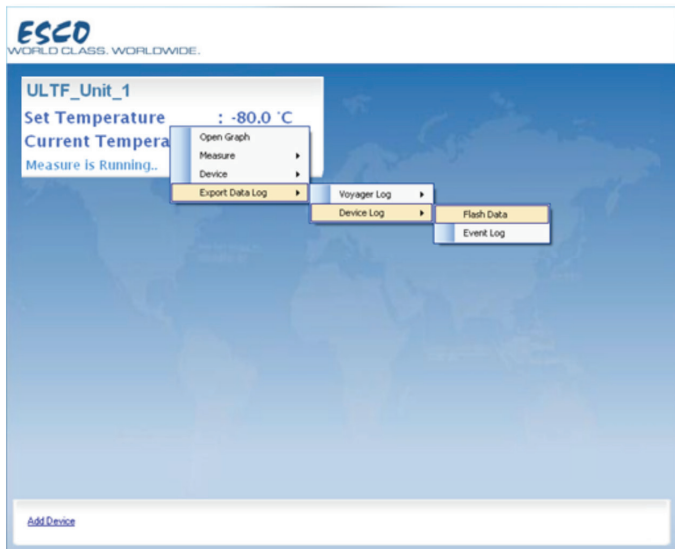 ESCO
WORLD CLASS. WORLDWIDE.
ULTF_Unit_1
Set Temperature : -80.0 °C
Current Tempera
Measure is Running..
Open Graph
Measure
Device
Export Data Log
Voyager Log
Device Log
Flash Data
Event Log
Add Device